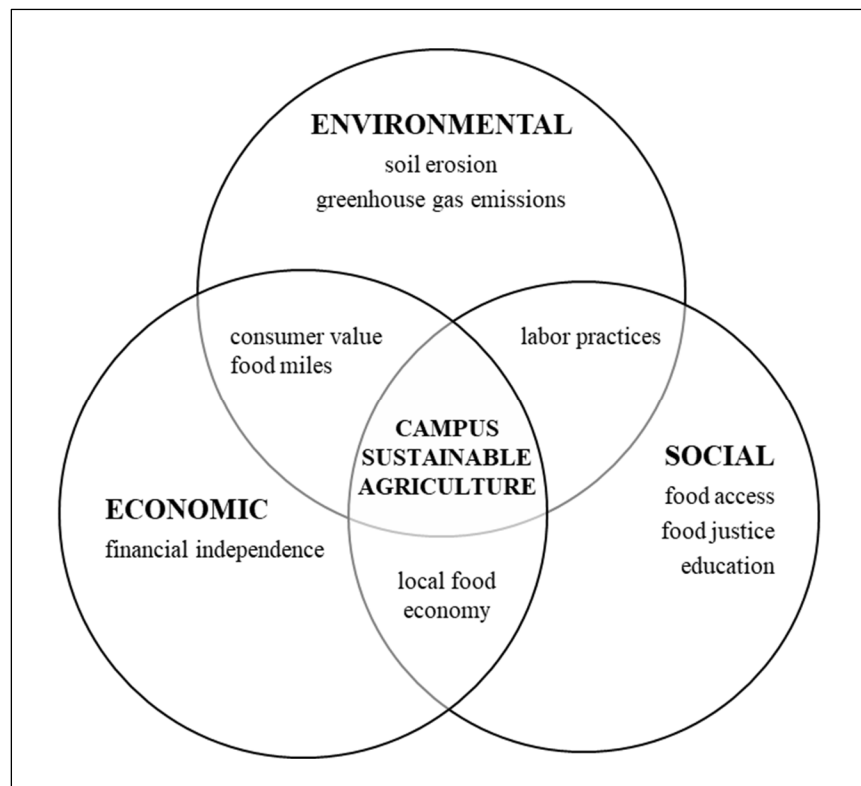 ENVIRONMENTAL
soil erosion
greenhouse gas emissions
consumer value
food miles
labor practices
CAMPUS
SUSTAINABLE
AGRICULTURE
ECONOMIC
financial independence
SOCIAL
food access
food justice
education
local food
economy